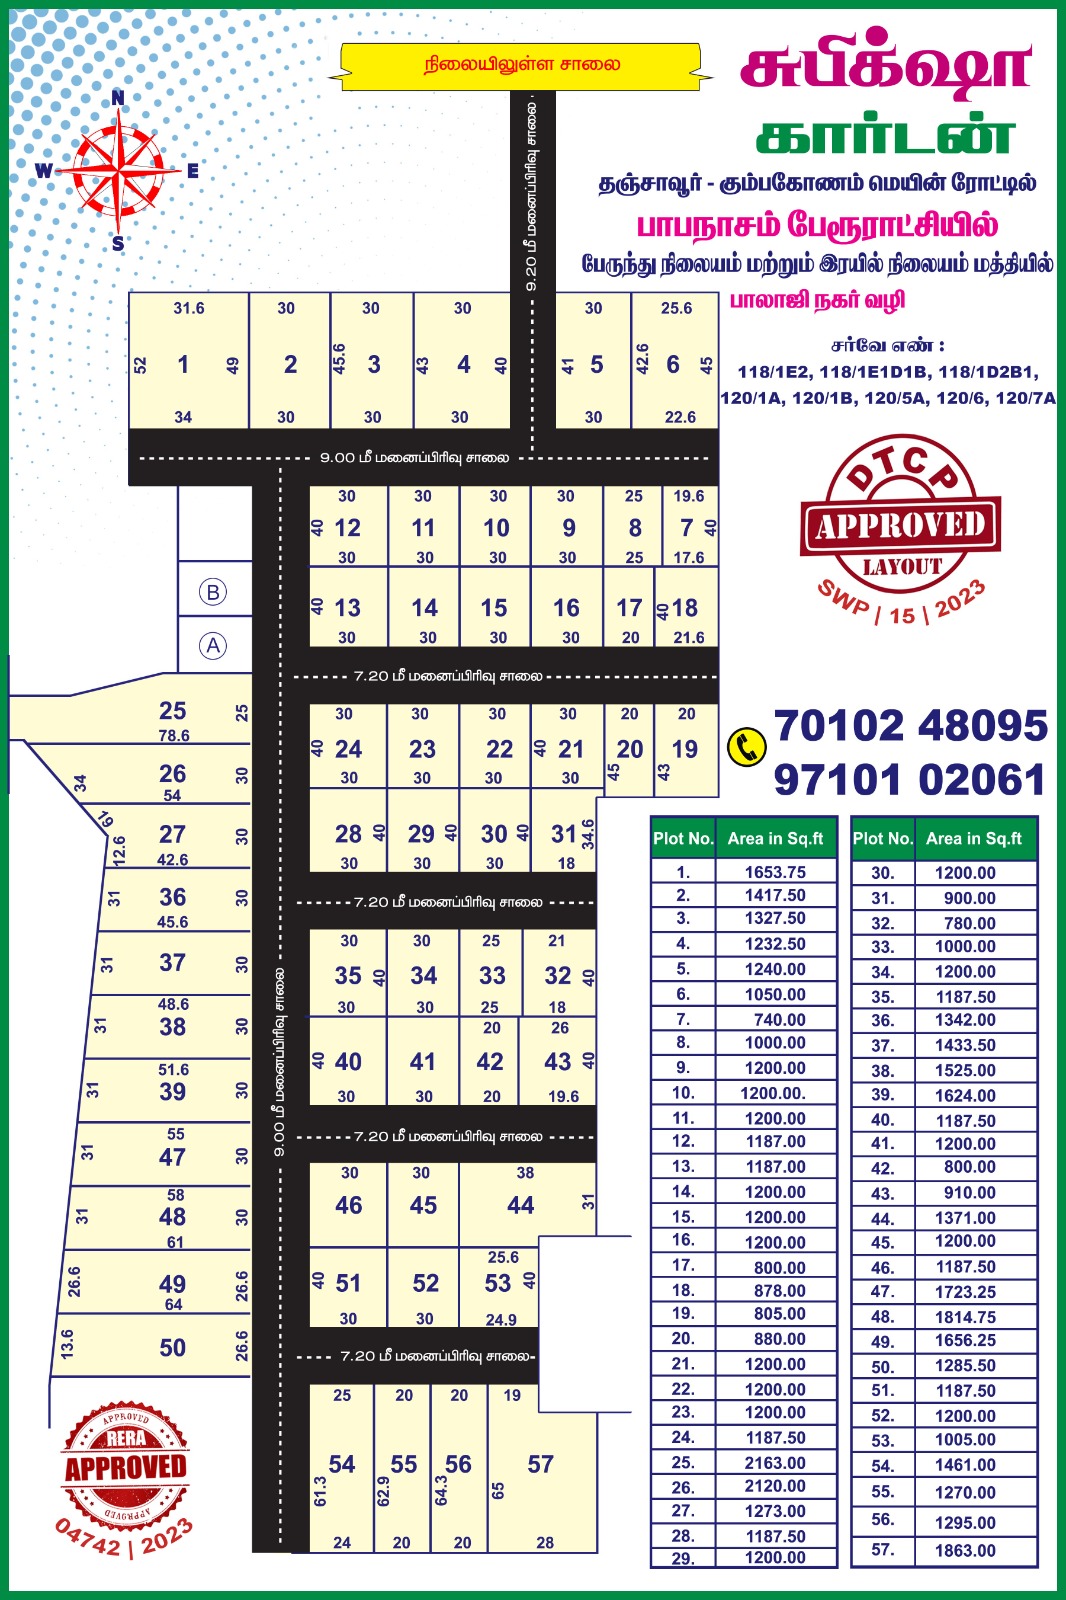 நிலையிலுள்ள சாலை
சுபிக்ஷா
கார்டன்
தஞ்சாவூர் - கும்பகோணம் மெயின் ரோட்டில்
பாபநாசம் பேரூராட்சியில்
பேருந்து நிலையம் மற்றும் இரயில் நிலையம் மத்தியில்
பாலாஜி நகர் வழி
சர்வே எண் :
118/1E2, 118/1E1D1B, 118/1D2B1,
120/1A, 120/1B, 120/5A, 120/6, 120/7A
N
W E
S
9.20 மீ மனைப்பிரிவு சாலை
31.6 30 30 30 30 25.6
52 1 49 2 45.6 3 43 4 40 41 5 42.6 6 45
34 30 30 30 30 22.6
9.00 மீ மனைப்பிரிவு சாலை
DTCP
APPROVED
LAYOUT
SWP | 15 | 2023
30 30 30 30 25 19.6
40 12 11 10 9 8 7 40
30 30 30 30 25 17.6
B
40 13 14 15 16 17 40 18
30 30 30 30 20 21.6
A
7.20 மீ மனைப்பிரிவு சாலை
25 25
78.6
30 30 30 30 20 20
40 24 23 22 40 21 20 19
30 30 30 30 45 43
70102 48095
97101 02061
34 26 30
54
19
12.6 27 30
42.6
28 40 29 40 30 40 31 34.6
30 30 30 18
31 36 30
45.6
7.20 மீ மனைப்பிரிவு சாலை
31 37 30
48.6
30 30 25 21
35 40 34 33 32 40
30 30 25 18
31 38 30
51.6
20 26
40 40 41 42 43 40
30 30 20 19.6
31 39 30
55
9.00 மீ மனைப்பிரிவு சாலை
7.20 மீ மனைப்பிரிவு சாலை
31 47 30
58
30 30 38
46 45 44 31
31 48 30
61
25.6
40 51 52 53 40
30 30 24.9
26.6 49 26.6
64
13.6 50 26.6
7.20 மீ மனைப்பிரிவு சாலை
25 20 20 19
54 55 56 57
61.3 62.9 64.3 65
24 20 20 28
APPROVED
RERA
APPROVED
APPROVED
04742 | 2023
Plot No. Area in Sq.ft
1. 1653.75
2. 1417.50
3. 1327.50
4. 1232.50
5. 1240.00
6. 1050.00
7. 740.00
8. 1000.00
9. 1200.00
10. 1200.00.
11. 1200.00
12. 1187.00
13. 1187.00
14. 1200.00
15. 1200.00
16. 1200.00
17. 800.00
18. 878.00
19. 805.00
20. 880.00
21. 1200.00
22. 1200.00
23. 1200.00
24. 1187.50
25. 2163.00
26. 2120.00
27. 1273.00
28. 1187.50
29. 1200.00
Plot No. Area in Sq.ft
30. 1200.00
31. 900.00
32. 780.00
33. 1000.00
34. 1200.00
35. 1187.50
36. 1342.00
37. 1433.50
38. 1525.00
39. 1624.00
40. 1187.50
41. 1200.00
42. 800.00
43. 910.00
44. 1371.00
45. 1200.00
46. 1187.50
47. 1723.25
48. 1814.75
49. 1656.25
50. 1285.50
51. 1187.50
52. 1200.00
53. 1005.00
54. 1461.00
55. 1270.00
56. 1295.00
57. 1863.00